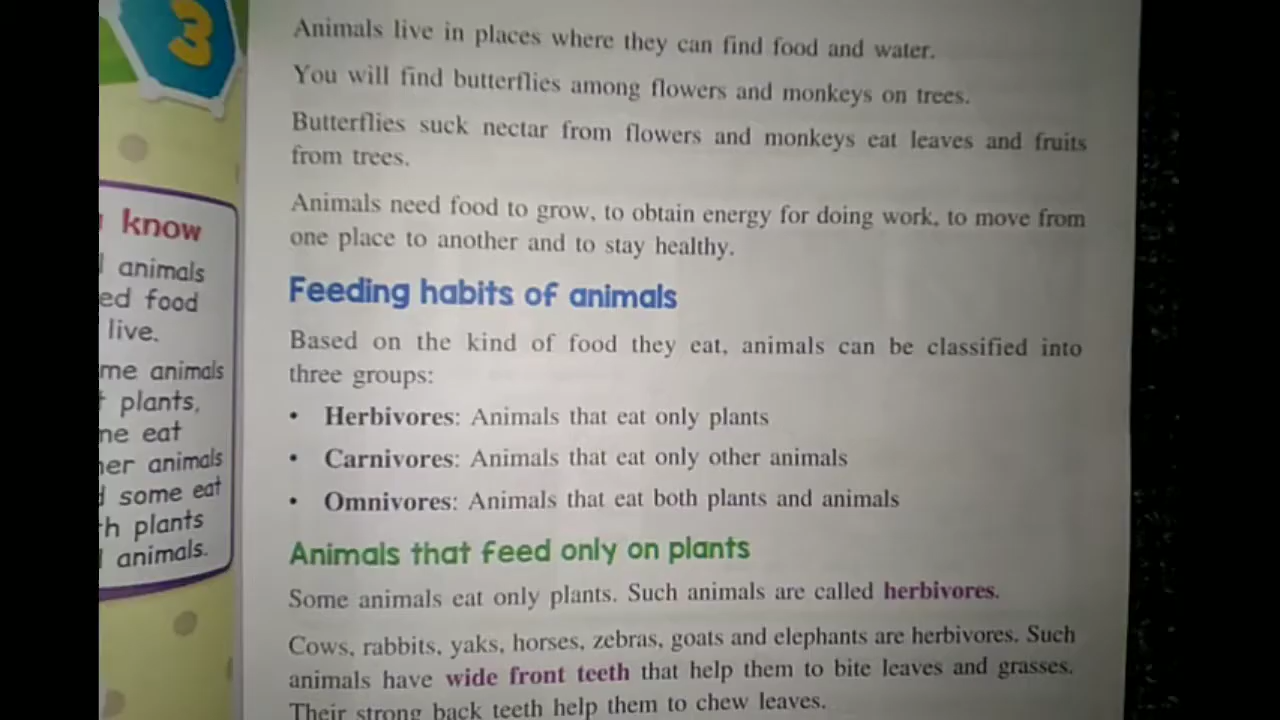 3
know
animals
food
live.
animals
plants,
eat
animals
some eat
plants
animals.
Animals live in places where they can find food and water.
You will find butterflies among flowers and monkeys on trees.
Butterflies suck nectar from flowers and monkeys eat leaves and fruits
from trees.
Animals need food to grow, to obtain energy for doing work, to move from
one place to another and to stay healthy.
Feeding habits of animals
Based on the kind of food they eat, animals can be classified into
three groups:
• Herbivores: Animals that eat only plants
• Carnivores: Animals that eat only other animals
• Omnivores: Animals that eat both plants and animals
Animals that feed only on plants
Some animals eat only plants. Such animals are called herbivores.
Cows, rabbits, yaks, horses, zebras, goats and elephants are herbivores. Such
animals have wide front teeth that help them to bite leaves and grasses.
Their strong back teeth help them to chew leaves.